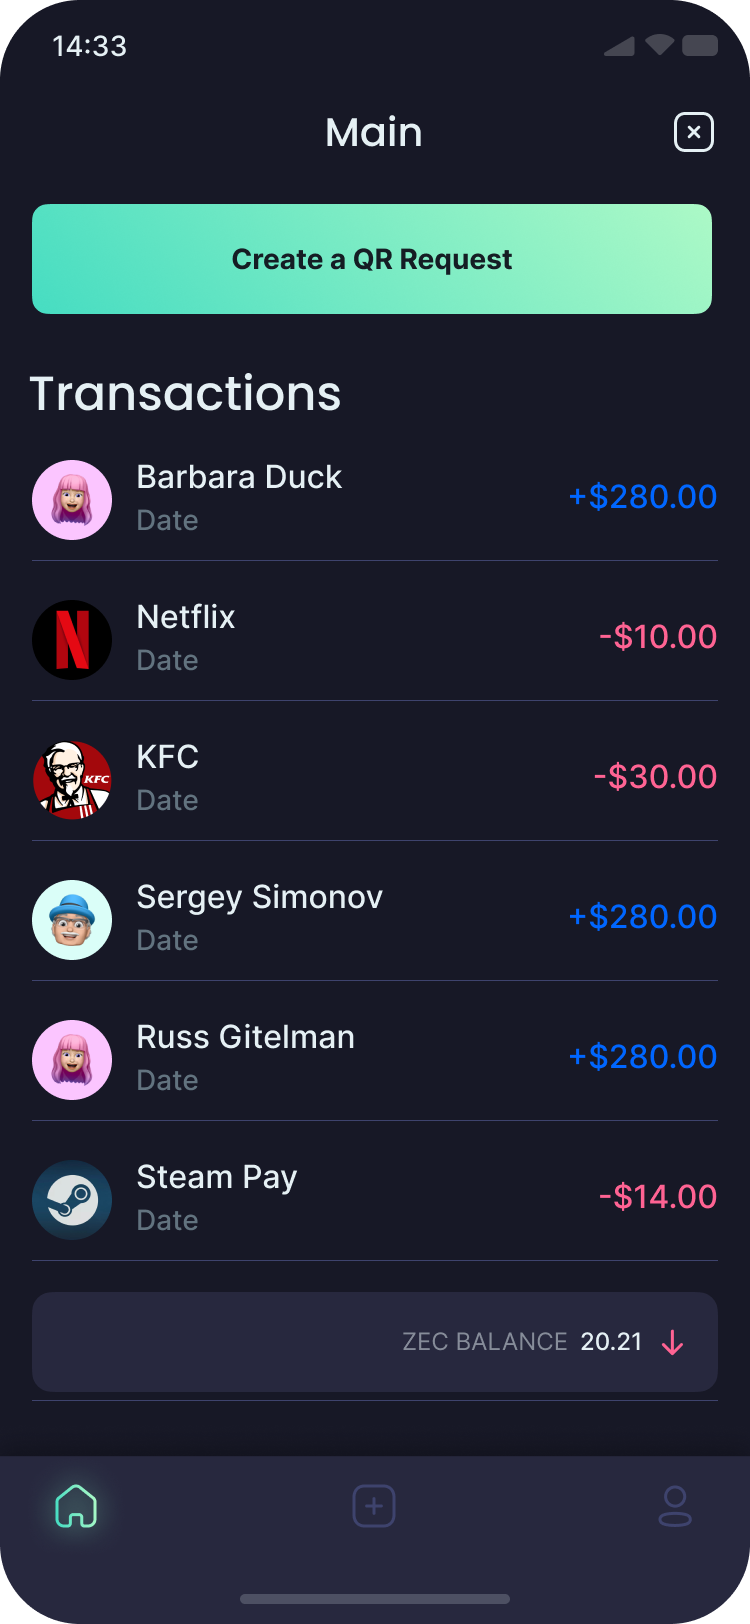 14:33
Main
Create a QR Request
Transactions
Barbara Duck
Date
+$280.00
Netflix
Date
-$10.00
KFC
KFC
Date
-$30.00
Sergey Simonov
Date
+$280.00
Russ Gitelman
Date
+$280.00
Steam Pay
Date
-$14.00
ZEC BALANCE 20.21